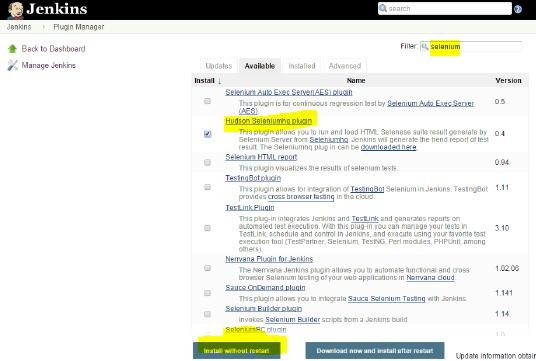 Jenkins
search
Jenkins Plugin Manager
Back to Dashboard
Manage Jenkins
Filter: selenium
Updates Available Installed Advanced
Install ↓ Name Version
Selenium Auto Exec Server(AES) plugin
This plugin is for continuous regression test by Selenium Auto Exec Server
(AES).
0.5
Hudson Seleniumhq plugin
This plugin allows you to run and load HTML Selenese suite result generate by
Selenium Server from Seleniumhq. Jenkins will generate the trend report of test
result. The Seleniumhq plug in can be downloaded here.
0.4
Selenium HTML report
This plugin visualizes the results of selenium tests.
0.94
TestingBot plugin
This plugin allows for integration of TestingBot Selenium in Jenkins. TestingBot
provides cross browser testing in the cloud.
1.11
TestLink Plugin
This plug-in integrates Jenkins and TestLink and generates reports on
automated test execution. With this plug-in you can manage your tests in
TestLink, schedule and control in Jenkins, and execute using your favorite test
execution tool (TestPartner, Selenium, TestNG, Perl modules, PHPUnit, among
others).
3.10
Nerrvana Plugin for Jenkins
The Nerrvana Jenkins plugin allows you to automate functional and cross
browser Selenium testing of your web applications in Nerrvana cloud.
1.02.06
Sauce OnDemand plugin
This plugin allows you to integrate Sauce Selenium Testing with Jenkins.
1.141
Selenium Builder plugin
Invokes Selenium Builder scripts from a Jenkins build
1.14
SeleniumRC plugin
1.0
Install without restart Download now and install after restart Update information obtain